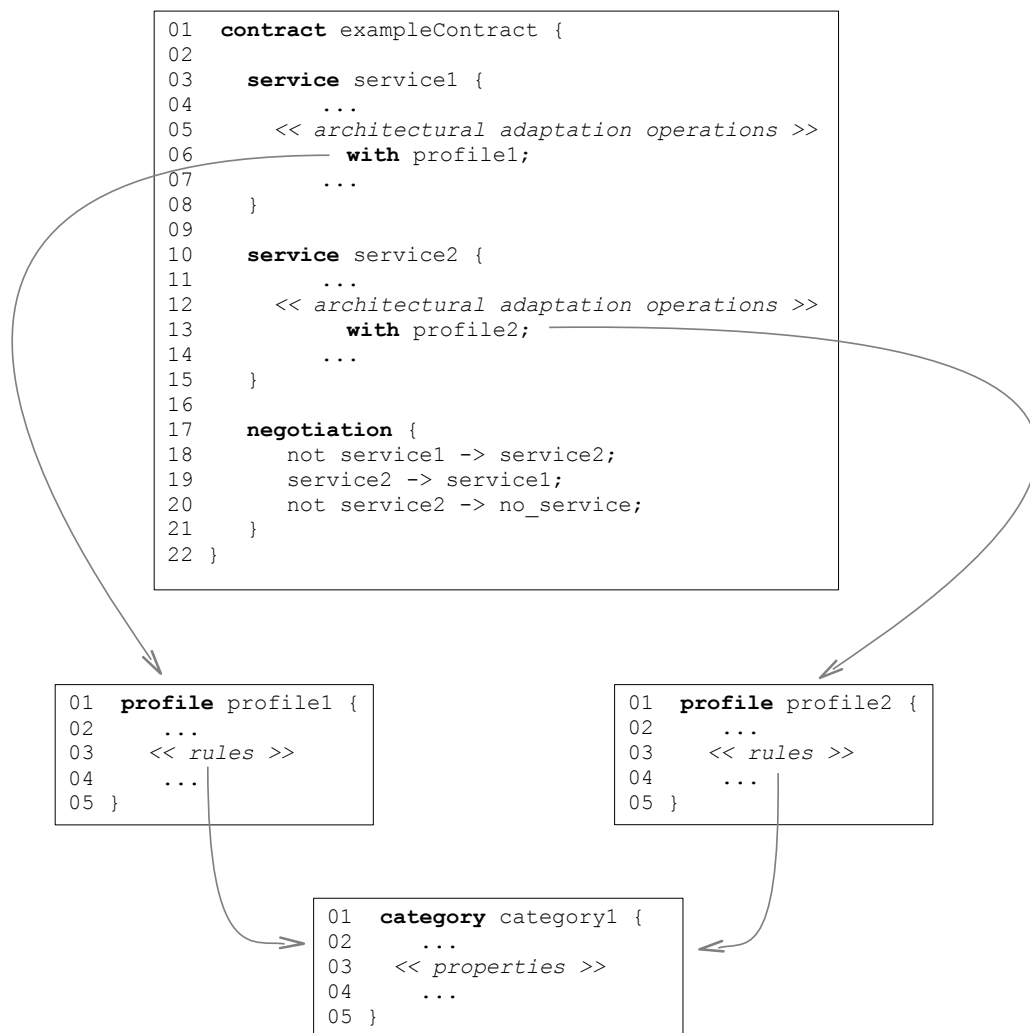 01 contract exampleContract {
02
03 service service1 {
04 ...
05 << architectural adaptation operations >>
06 with profile1;
07 ...
08 }
09
10 service service2 {
11 ...
12 << architectural adaptation operations >>
13 with profile2;
14 ...
15 }
16
17 negotiation {
18 not service1 -> service2;
19 service2 -> service1;
20 not service2 -> no_service;
21 }
22 }
01 profile profile1 {
02 ...
03 << rules >>
04 ...
05 }
01 profile profile2 {
02 ...
03 << rules >>
04 ...
05 }
01 category category1 {
02 ...
03 << properties >>
04 ...
05 }